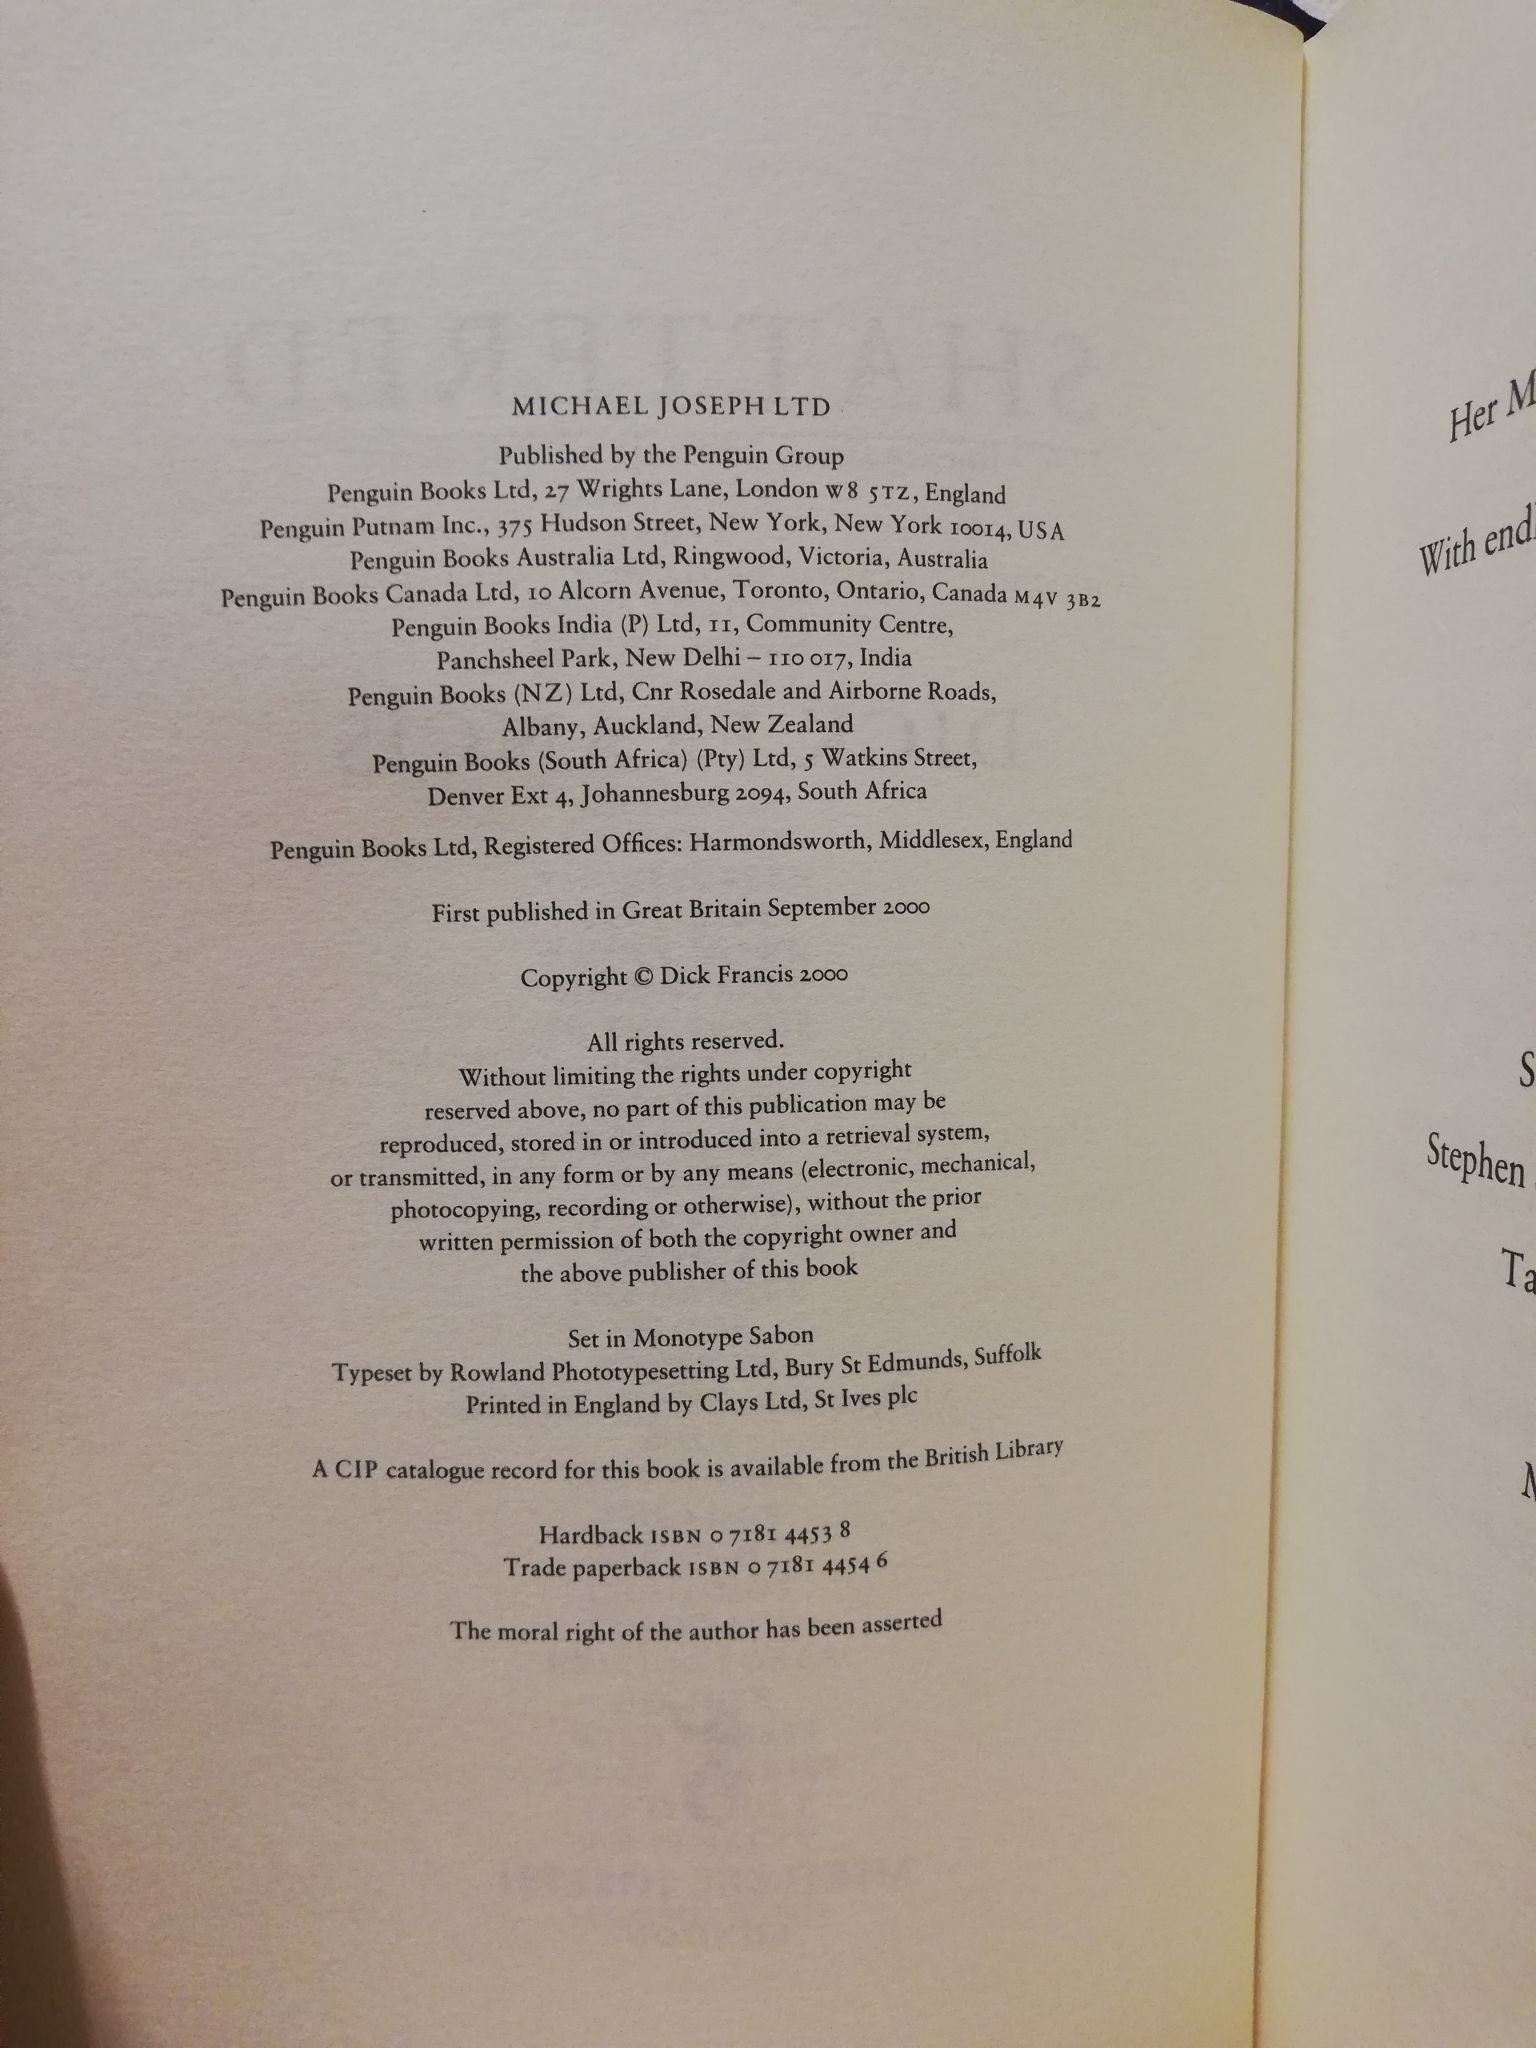 MICHAEL JOSEPH LTD
Published by the Penguin Group
Penguin Books Ltd, 27 Wrights Lane, London W8 5TZ, England
Penguin Putnam Inc., 375 Hudson Street, New York, New York 10014, USA
Penguin Books Australia Ltd, Ringwood, Victoria, Australia
Penguin Books Canada Ltd, 10 Alcorn Avenue, Toronto, Ontario, Canada M4V 3B2
Penguin Books India (P) Ltd, 11, Community Centre,
Panchsheel Park, New Delhi – 110 017, India
Penguin Books (NZ) Ltd, Cnr Rosedale and Airborne Roads,
Albany, Auckland, New Zealand
Penguin Books (South Africa) (Pty) Ltd, 5 Watkins Street,
Denver Ext 4, Johannesburg 2094, South Africa
Penguin Books Ltd, Registered Offices: Harmondsworth, Middlesex, England
First published in Great Britain September 2000
Copyright © Dick Francis 2000
All rights reserved.
Without limiting the rights under copyright
reserved above, no part of this publication may be
reproduced, stored in or introduced into a retrieval system,
or transmitted, in any form or by any means (electronic, mechanical,
photocopying, recording or otherwise), without the prior
written permission of both the copyright owner and
the above publisher of this book
Set in Monotype Sabon
Typeset by Rowland Phototypesetting Ltd, Bury St Edmunds, Suffolk
Printed in England by Clays Ltd, St Ives plc
A CIP catalogue record for this book is available from the British Library
Hardback ISBN 0 7181 4453 8
Trade paperback ISBN 0 7181 4454 6
The moral right of the author has been asserted
Her M
With endl
S
Stephen
Ta
M